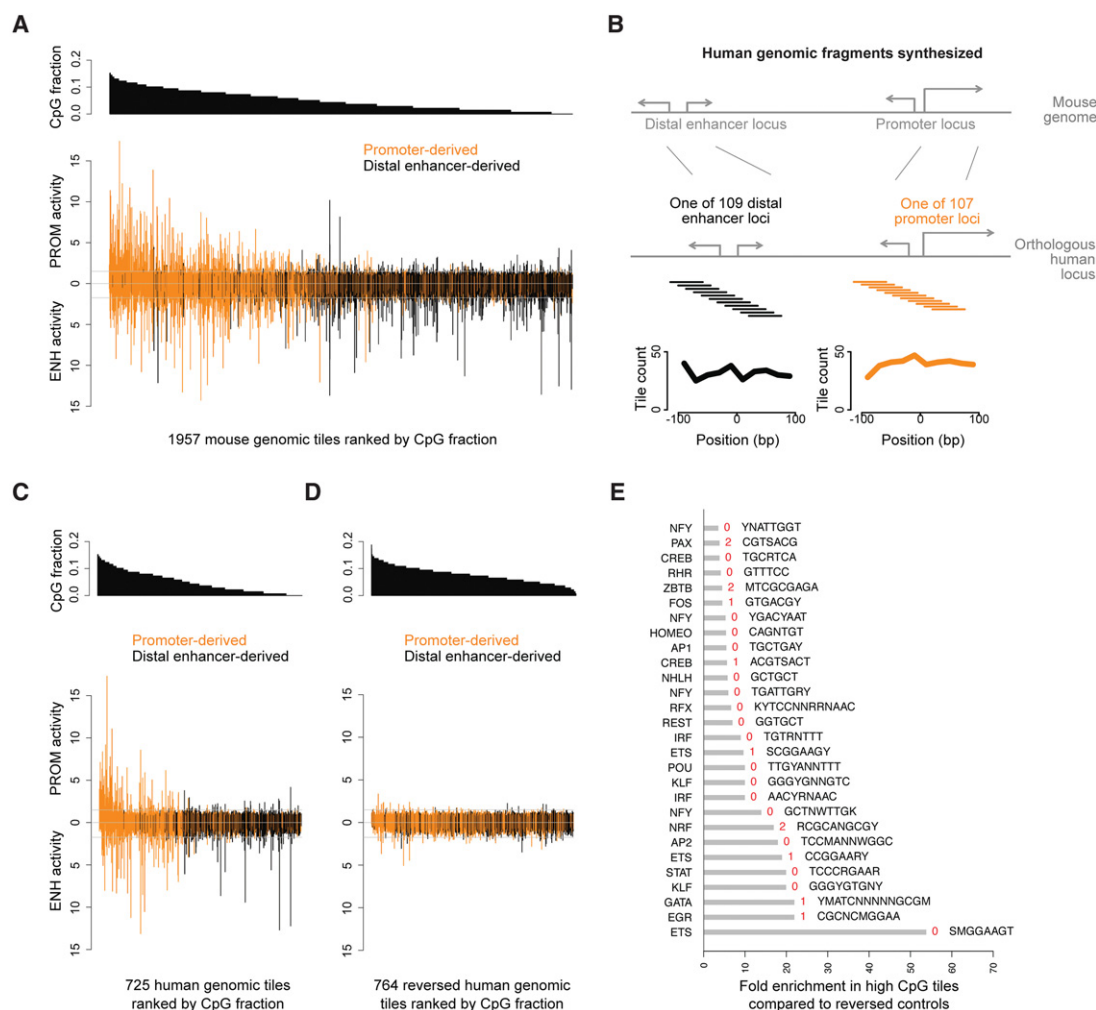 A
CpG fraction
0.0 0.1 0.2
Promoter-derived
Distal enhancer-derived
PROM activity
ENH activity
15
10
5
0
5
10
15
1957 mouse genomic tiles ranked by CpG fraction
B
Human genomic fragments synthesized
Mouse
genome
Distal enhancer locus
Promoter locus
One of 109 distal
enhancer loci
One of 107
promoter loci
Orthologous
human
locus
Tile count
0 50
-100 0 100
Position (bp)
Tile count
0 50
-100 0 100
Position (bp)
C
CpG fraction
0.0 0.1 0.2
Promoter-derived
Distal enhancer-derived
PROM activity
ENH activity
15
10
5
0
5
10
15
725 human genomic tiles
ranked by CpG fraction
D
0.0 0.1 0.2
Promoter-derived
Distal enhancer-derived
PROM activity
ENH activity
15
10
5
0
5
10
15
764 reversed human genomic
tiles ranked by CpG fraction
E
NFY 0 YNATTGGT
PAX 2 CGTSACG
CREB 0 TGCRTCA
RHR 0 GTTTCC
ZBTB 2 MTCGCGAGA
FOS 1 GTGACGY
NFY 0 YGACYAAT
HOMEO 0 CAGNTGT
AP1 0 TGCTGAY
CREB 1 ACGTSACT
NHLH 0 GCTGCT
NFY 0 TGATTGRY
RFX 0 KYTCCNNRRNAAC
REST 0 GGTGCT
IRF 0 TGTRNTTT
ETS 1 SCGGAAGY
POU 0 TTGYANNTTT
KLF 0 GGGYGNNGTC
IRF 0 AACYRNAAC
NFY 0 GCTNWTTGK
NRF 2 RCGCANGCGY
AP2 0 TCCMANNWGGC
ETS 1 CCGGAARY
STAT 0 TCCCRGAAR
KLF 0 GGGYGTGNY
GATA 1 YMATCNNNNNGCGM
EGR 1 CGCNCMGGAA
ETS 0 SMGGAAGT
0 10 20 30 40 50 60 70
Fold enrichment in high CpG tiles
compared to reversed controls